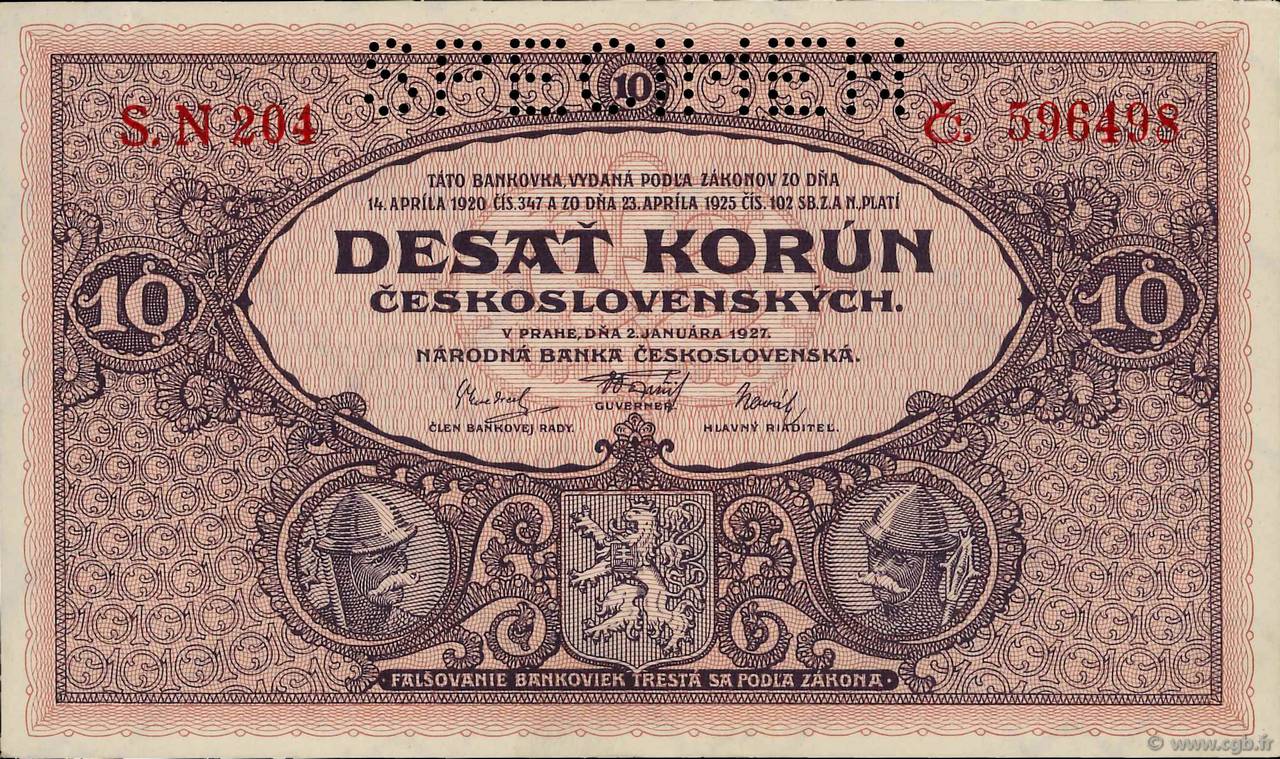 SPECIMEN
10
S. N 204
Č. 596498
TÁTO BANKOVKA, VYDANÁ PODĽA ZÁKONOV ZO DŇA
14. APRÍLA 1920 ČÍS. 347 A ZO DŇA 23. APRÍLA 1925 ČÍS. 102 SB. Z. A N., PLATÍ
DESAŤ KORÚN
ČESKOSLOVENSKÝCH.
10
10
V PRAHE, DŇA 2. JANUÁRA 1927.
NÁRODNÁ BANKA ČESKOSLOVENSKÁ.
GUVERNER.
ČLEN BAŇKOVEJ RADY.
HLAVNÝ RIADITEĽ.
FALŠOVANIE BANKOVIEK TRESTÁ SA PODĽA ZÁKONA
© www.cgb.fr